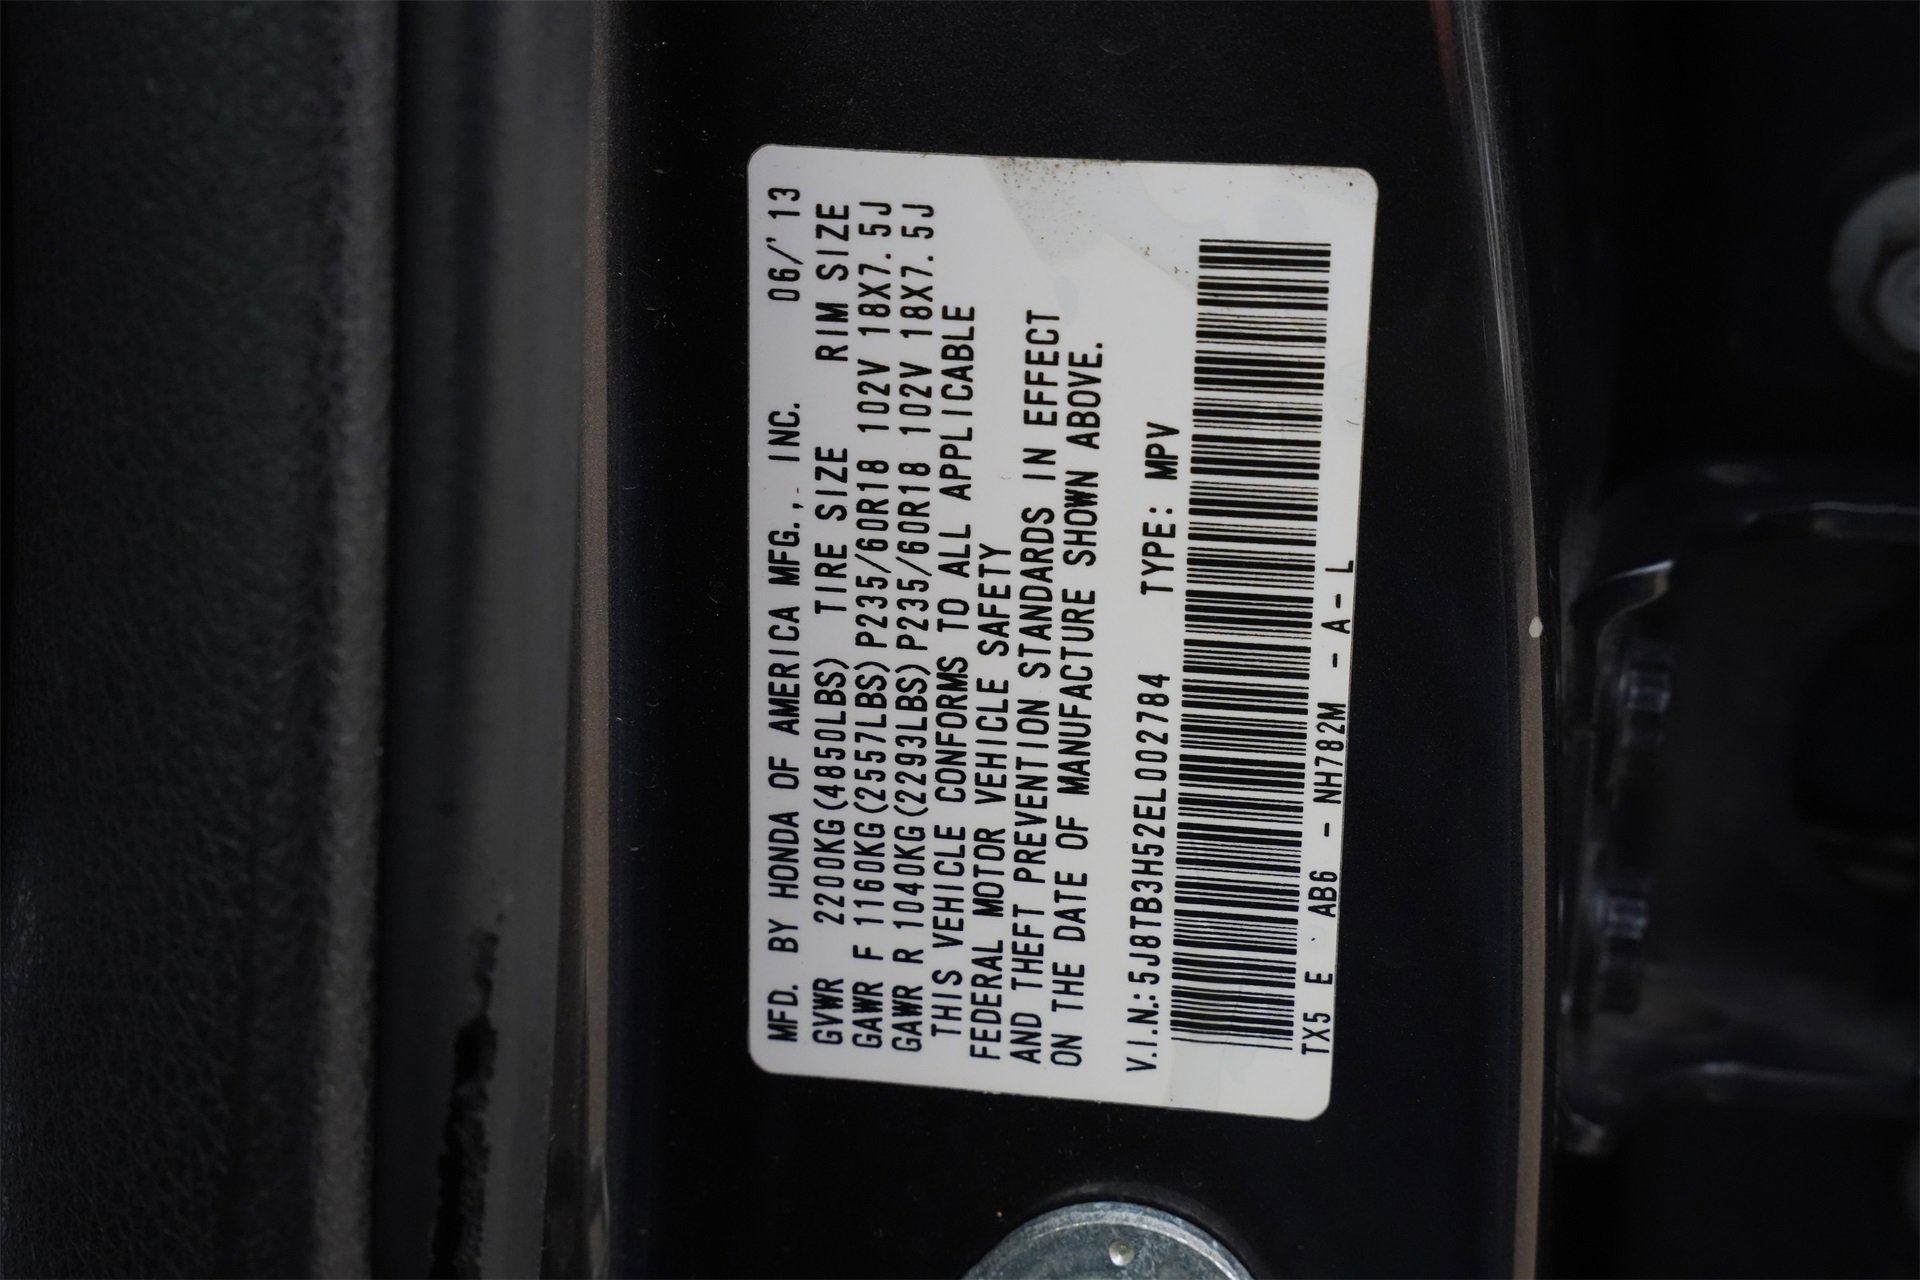 MFD. BY HONDA OF AMERICA MFG., INC. 06/'13
GVWR 2200KG(4850LBS) TIRE SIZE RIM SIZE
GAWR F 1160KG(2557LBS)P235/60R18 102V 18X7.5J
GAWR R 1040KG(2293LBS)P235/60R18 102V 18X7.5J
THIS VEHICLE CONFORMS TO ALL APPLICABLE
FEDERAL MOTOR VEHICLE SAFETY
AND THEFT PREVENTION STANDARDS IN EFFECT
ON THE DATE OF MANUFACTURE SHOWN ABOVE.
V.I.N.:5J8TB3H52EL002784 TYPE: MPV
TX5 E AB6 - NH782M - A- L